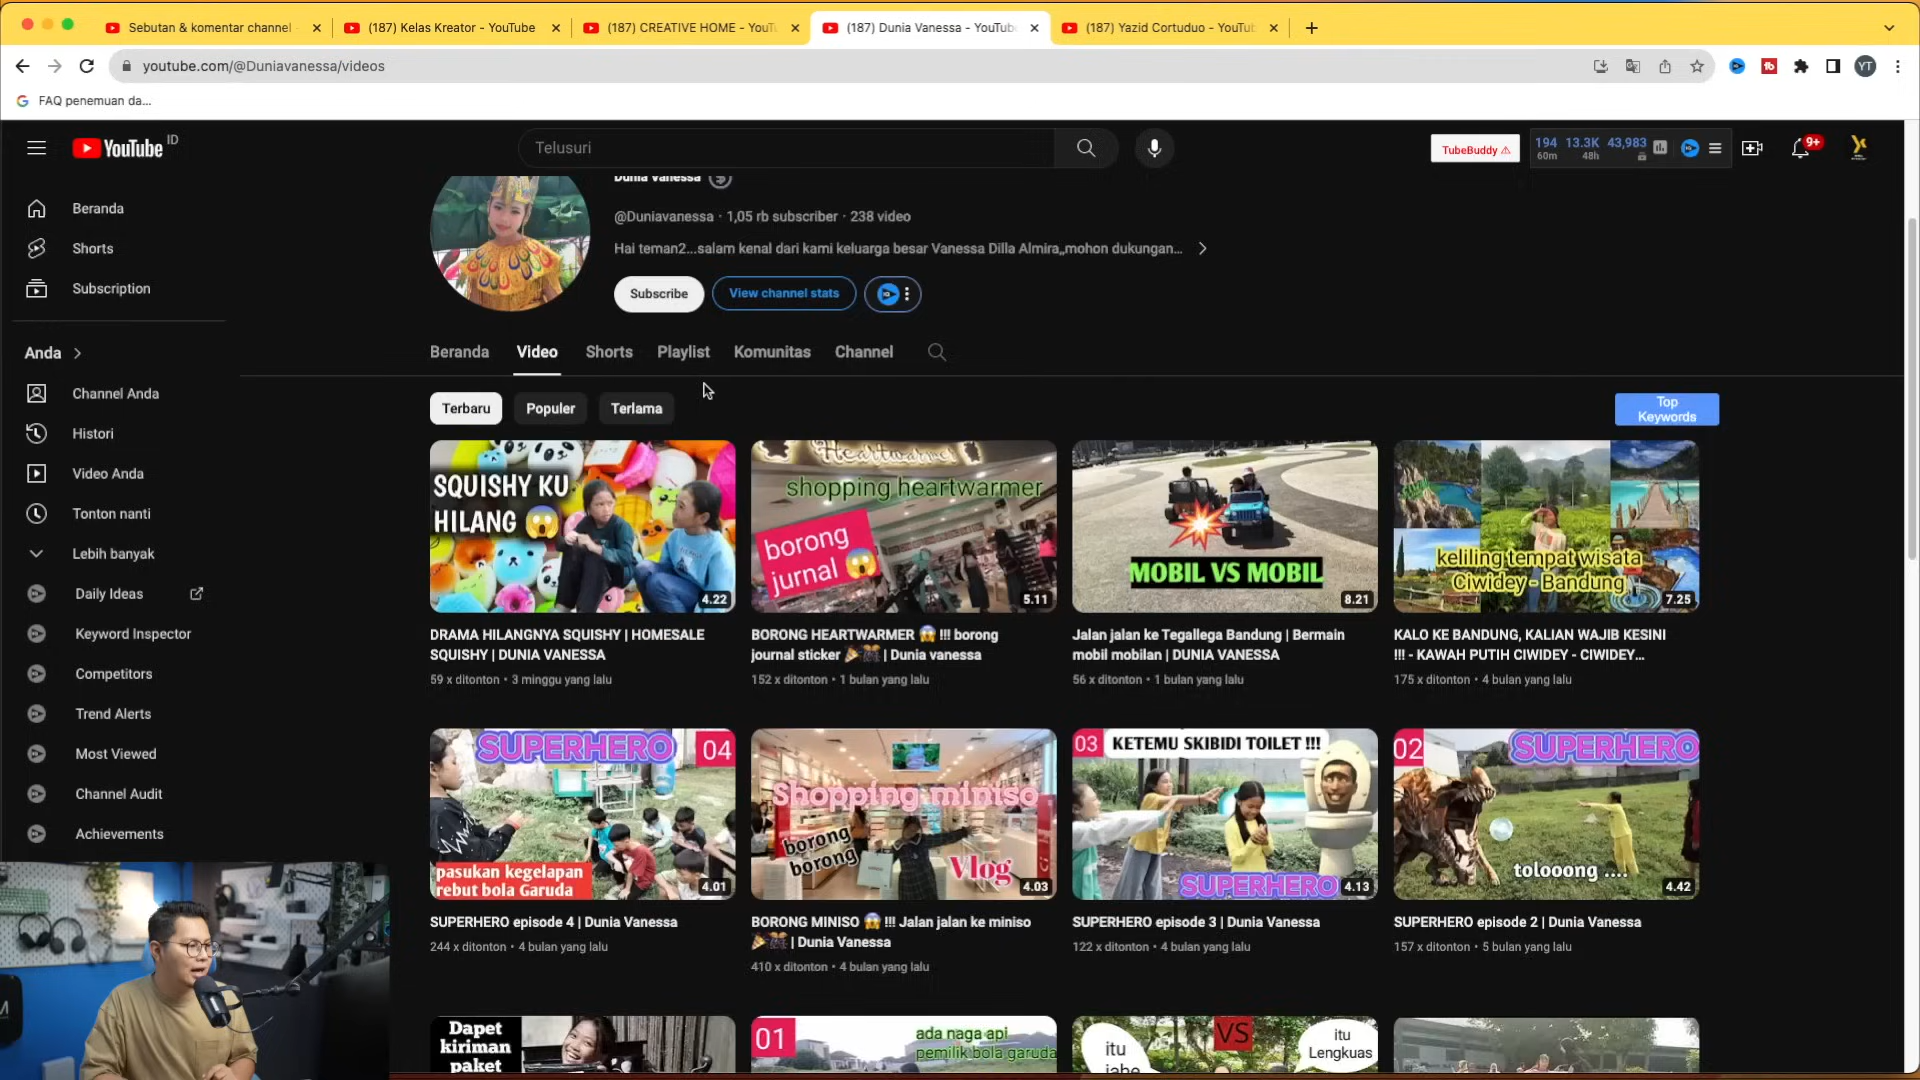 Sebutan & komentar channel
(187) Kelas Kreator - YouTube
(187) CREATIVE HOME - YouTu
(187) Dunia Vanessa - YouTube
(187) Yazid Cortuduo - YouTub
youtube.com/@Duniavanessa/videos
YT
FAQ penemuan da...
YouTube ID
Telusuri
TubeBuddy
194 13.3K 43,983
60m 48h
9+
Beranda
Shorts
Subscription
Anda
Channel Anda
Histori
Video Anda
Tonton nanti
Lebih banyak
Daily Ideas
Keyword Inspector
Competitors
Trend Alerts
Most Viewed
Channel Audit
Achievements
Dunia Vanessa
@Duniavanessa · 1,05 rb subscriber · 238 video
Hai teman2...salam kenal dari kami keluarga besar Vanessa Dilla Almira,,mohon dukungan...
Subscribe
View channel stats
Beranda Video Shorts Playlist Komunitas Channel
Terbaru Populer Terlama
Top
Keywords
SQUISHY KU
HILANG
4.22
DRAMA HILANGNYA SQUISHY | HOMESALE
SQUISHY | DUNIA VANESSA
59 x ditonton • 3 minggu yang lalu
Heartwarmer
shopping heartwarmer
borong
jurnal
5.11
BORONG HEARTWARMER 😱 !!! borong
journal sticker 🎉🎊 | Dunia vanessa
152 x ditonton • 1 bulan yang lalu
MOBIL VS MOBIL
8.21
Jalan jalan ke Tegallega Bandung | Bermain
mobil mobilan | DUNIA VANESSA
56 x ditonton • 1 bulan yang lalu
keliling tempat wisata
Ciwidey - Bandung
7.25
KALO KE BANDUNG, KALIAN WAJIB KESINI
!!! - KAWAH PUTIH CIWIDEY - CIWIDEY...
175 x ditonton • 4 bulan yang lalu
SUPERHERO 04
pasukan kegelapan
rebut bola Garuda
4.01
SUPERHERO episode 4 | Dunia Vanessa
244 x ditonton • 4 bulan yang lalu
Shopping miniso
borong
borong
Vlog
4.03
BORONG MINISO 😱 !!! Jalan jalan ke miniso
🎉🎊 | Dunia Vanessa
410 x ditonton • 4 bulan yang lalu
03 KETEMU SKIBIDI TOILET !!!
SUPERHERO
4.13
SUPERHERO episode 3 | Dunia Vanessa
122 x ditonton • 4 bulan yang lalu
02 SUPERHERO
tolooong ....
4.42
SUPERHERO episode 2 | Dunia Vanessa
157 x ditonton • 5 bulan yang lalu
Dapet
kiriman
paket
01
ada naga api
pemilik bola garuda
itu
jahe
VS
itu
Lengkuas